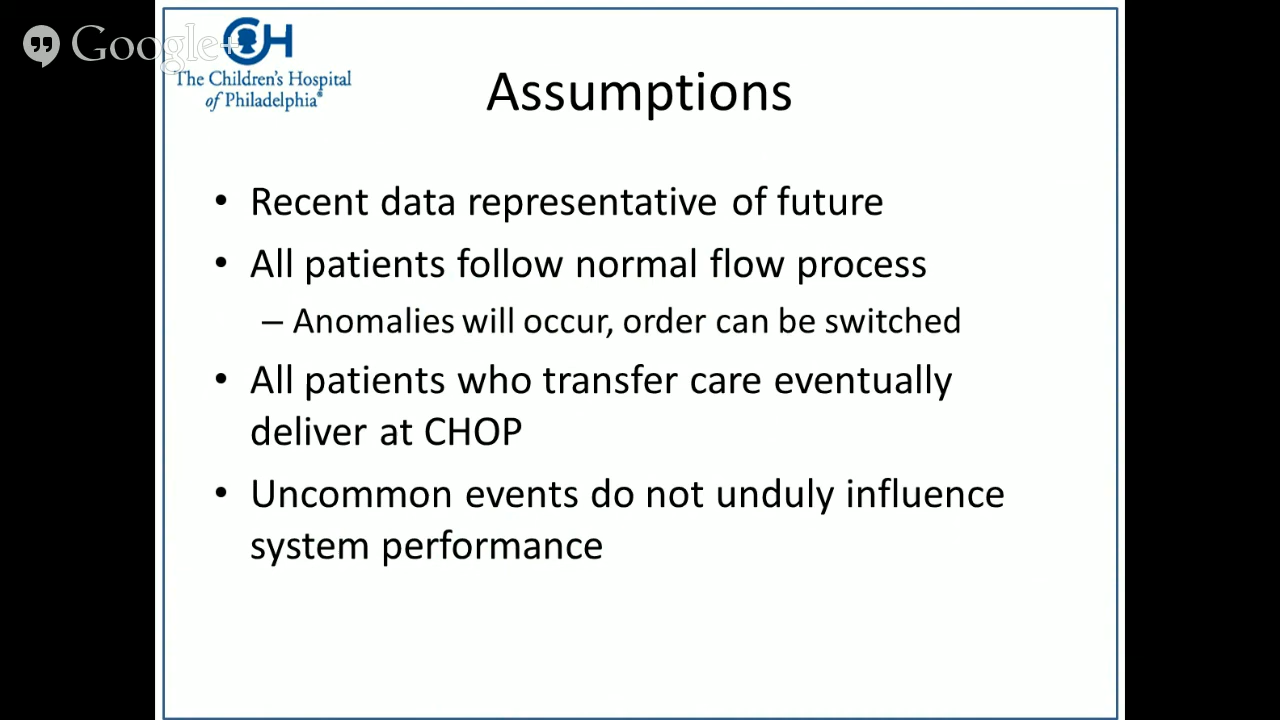 Google+
CH
The Children's Hospital
of Philadelphia®
Assumptions
• Recent data representative of future
• All patients follow normal flow process
– Anomalies will occur, order can be switched
• All patients who transfer care eventually
deliver at CHOP
• Uncommon events do not unduly influence
system performance